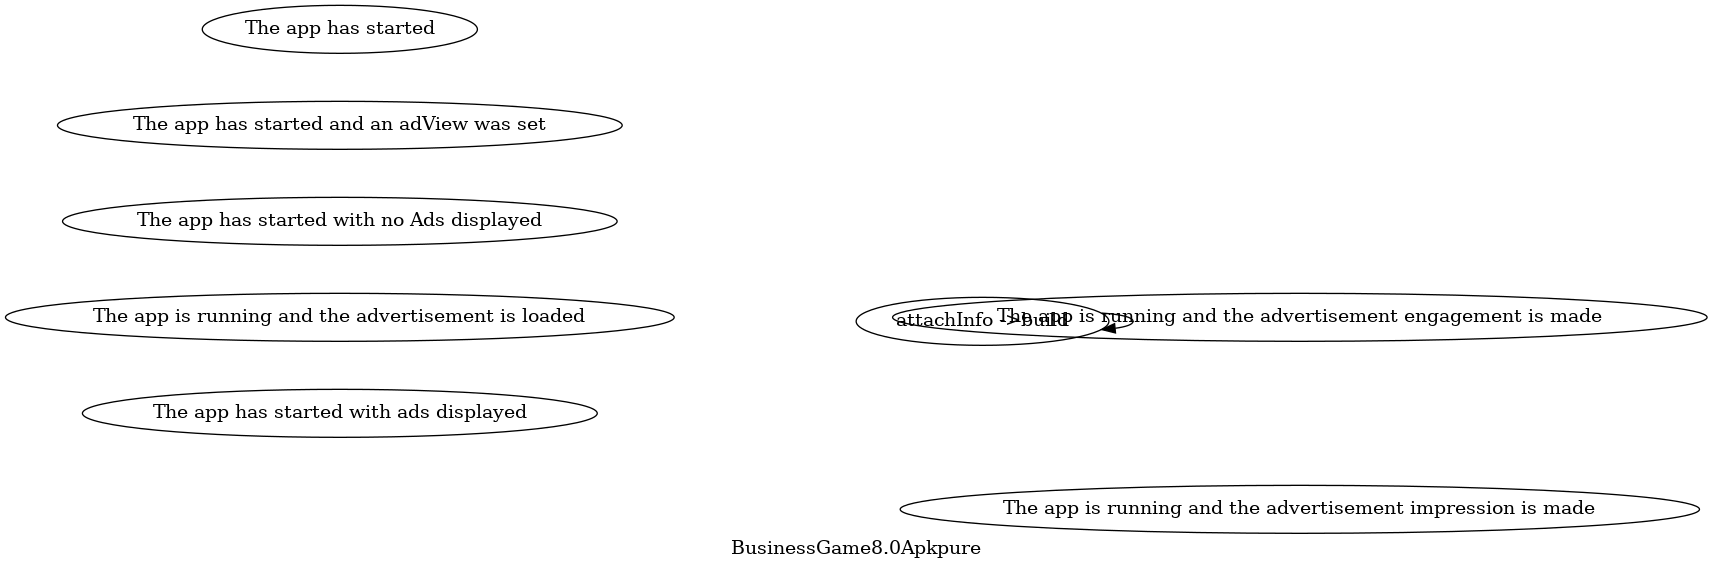 The app has started
The app has started and an adView was set
The app has started with no Ads displayed
The app is running and the advertisement is loaded
attachInfo -> build
The app is running and the advertisement engagement is made
The app has started with ads displayed
The app is running and the advertisement impression is made
BusinessGame8.0Apkpure